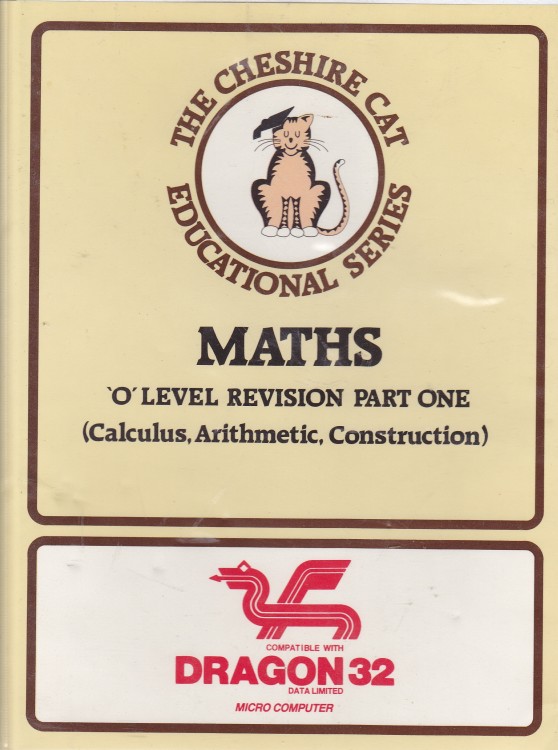 THE CHESHIRE CAT
EDUCATIONAL SERIES
MATHS
'O' LEVEL REVISION PART ONE
(Calculus, Arithmetic, Construction)
COMPATIBLE WITH
DRAGON 32
DATA LIMITED
MICRO COMPUTER